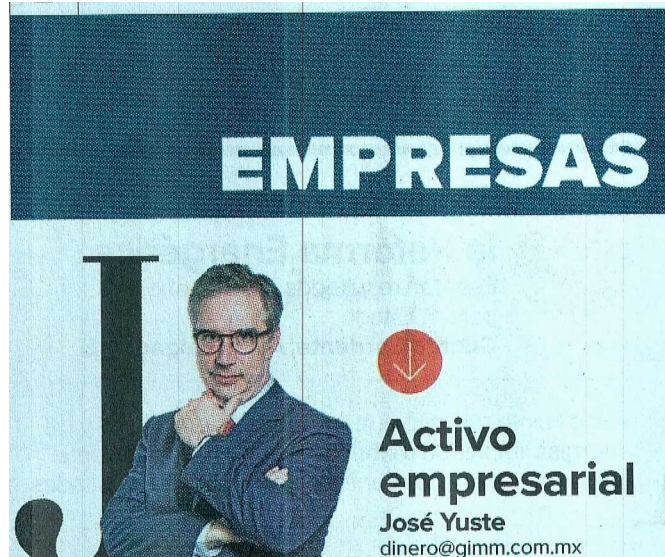 EMPRESAS
J
Activo
empresarial
José Yuste
dinero@gimm.com.mx